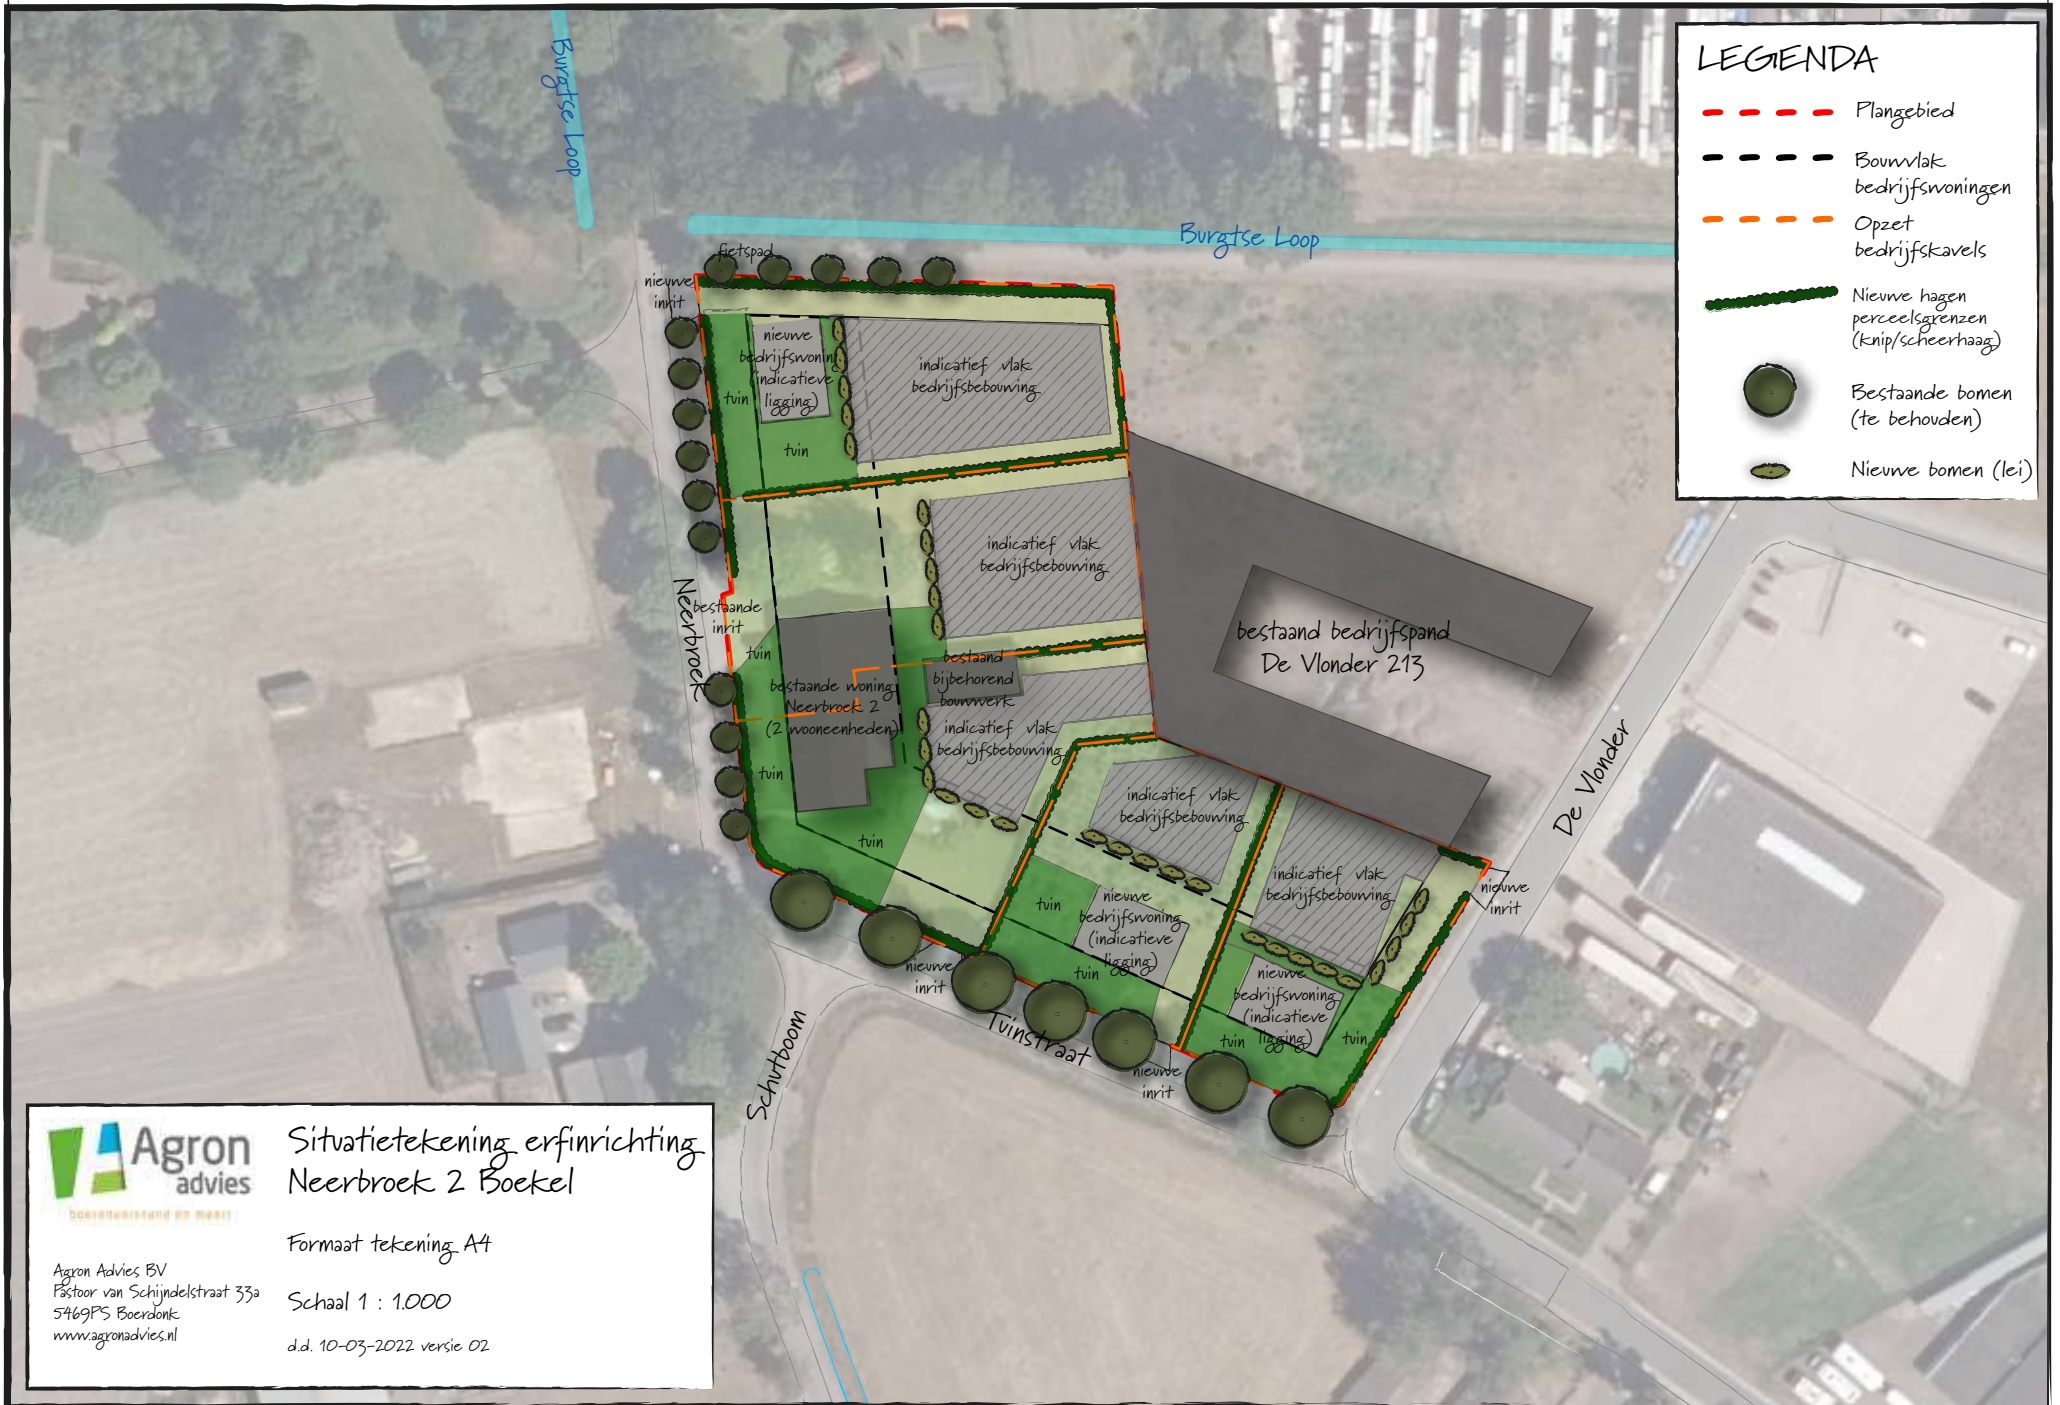 Burgtse Loop
Burgtse Loop
fietspad
nieuwe
inrit
nieuwe
bedrijfswoning
(indicatieve
ligging)
tuin
tuin
indicatief vlak
bedrijfsbebouwing
indicatief vlak
bedrijfsbebouwing
Neerbroek
bestaande
inrit
tuin
bestaande woning
Neerbroek 2
(2 wooneenheden)
tuin
tuin
bestaand
bijbehorend
bouwwerk
indicatief vlak
bedrijfsbebouwing
bestaand bedrijfspand
De Vlonder 213
indicatief vlak
bedrijfsbebouwing
indicatief vlak
bedrijfsbebouwing
De Vlonder
nieuwe
inrit
tuin
nieuwe
bedrijfswoning
(indicatieve
ligging)
tuin
nieuwe
bedrijfswoning
(indicatieve
ligging)
tuin
tuin
nieuwe
inrit
Tuinstraat
nieuwe
inrit
Schutboom
LEGENDA
Plangebied
Bouwvlak
bedrijfswoningen
Opzet
bedrijfskavels
Nieuwe hagen
perceelsgrenzen
(knip/scheerhaag)
Bestaande bomen
(te behouden)
Nieuwe bomen (lei)
Agron
advies
boerenverstand en meer!
Agron Advies BV
Pastoor van Schijndelstraat 33a
5469PS Boerdonk
www.agronadvies.nl
Situatietekening erfinrichting
Neerbroek 2 Boekel
Formaat tekening A4
Schaal 1 : 1.000
d.d. 10-03-2022 versie 02